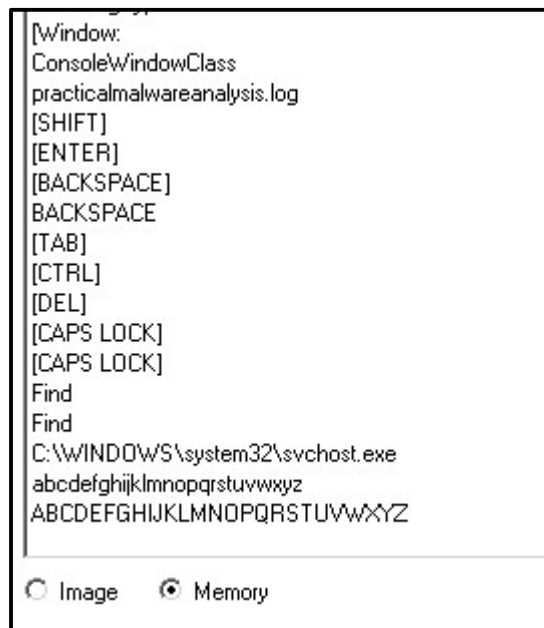 [Window:
ConsoleWindowClass
practicalmalwareanalysis.log
[SHIFT]
[ENTER]
[BACKSPACE]
BACKSPACE
[TAB]
[CTRL]
[DEL]
[CAPS LOCK]
[CAPS LOCK]
Find
Find
C:\WINDOWS\system32\svchost.exe
abcdefghijklmnopqrstuvwxyz
ABCDEFGHIJKLMNOPQRSTUVWXYZ
Image Memory